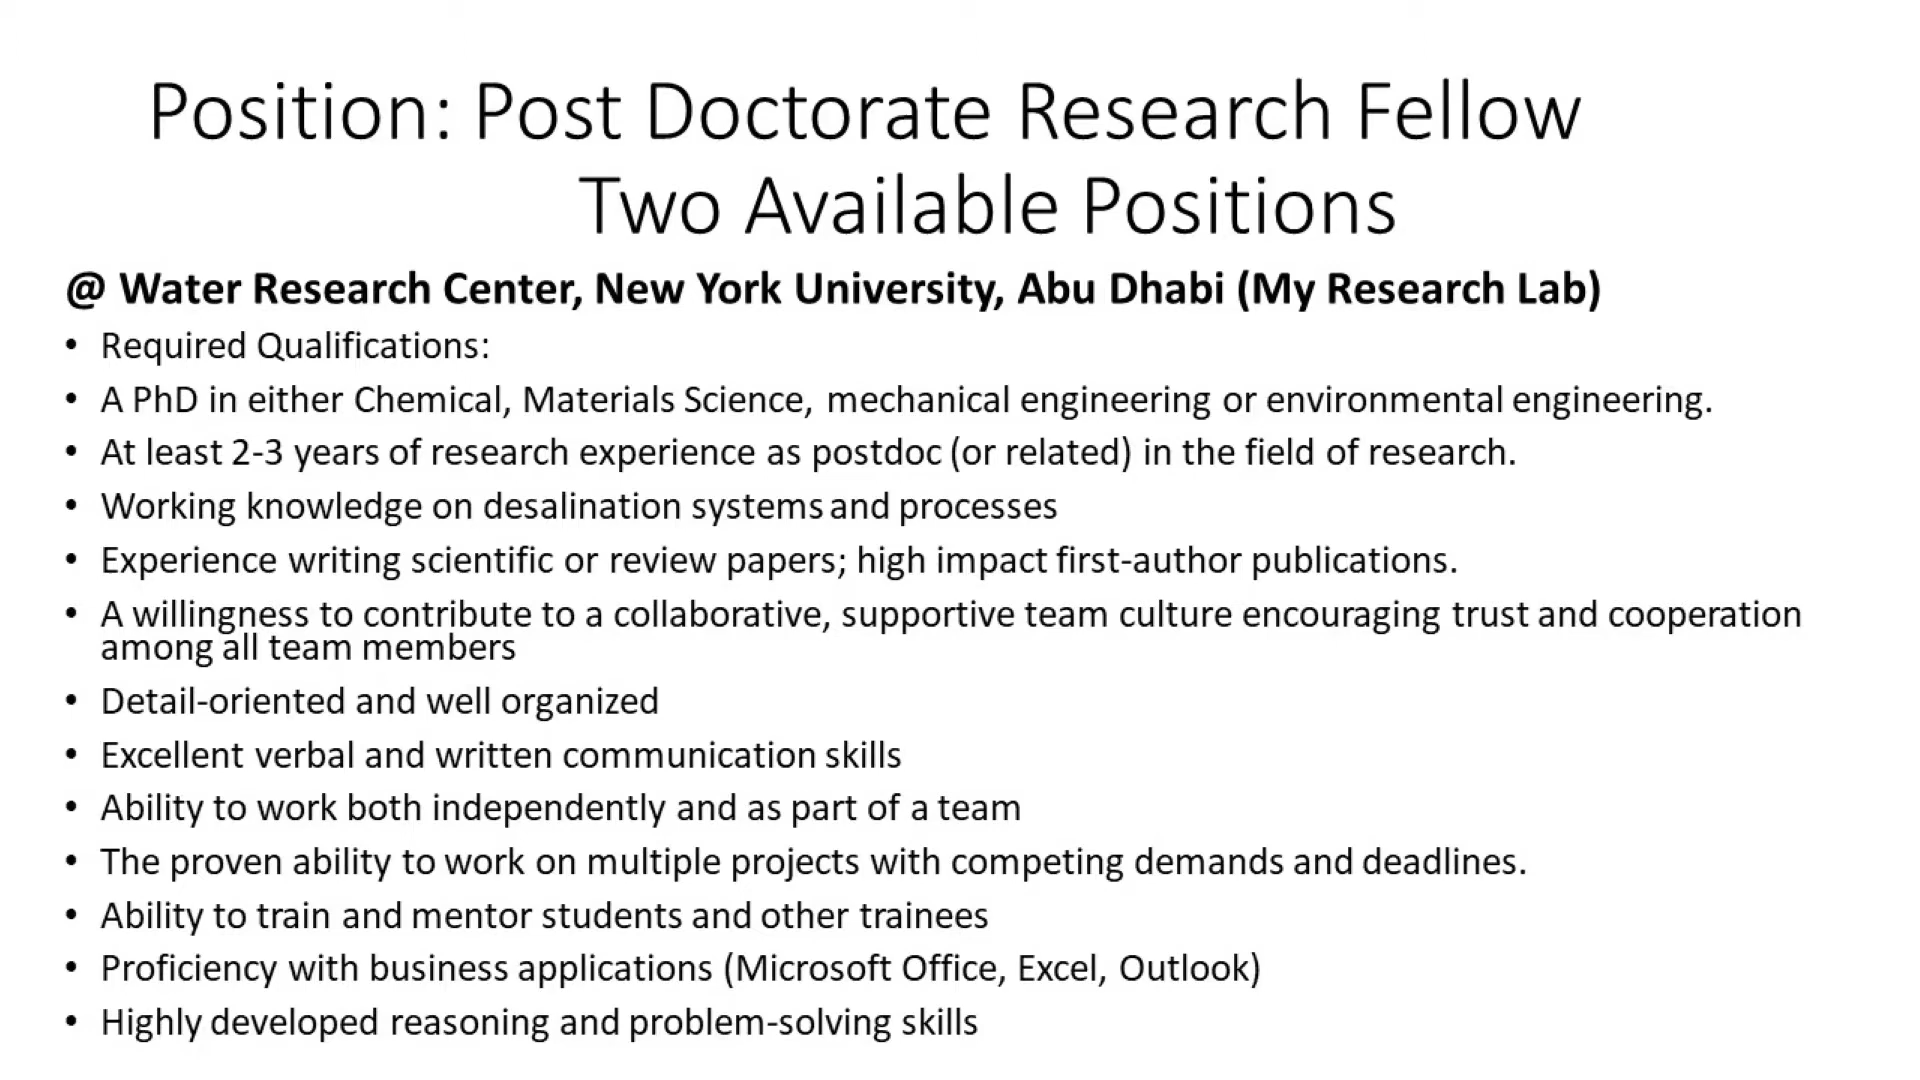 Position: Post Doctorate Research Fellow
Two Available Positions
@ Water Research Center, New York University, Abu Dhabi (My Research Lab)
• Required Qualifications:
• A PhD in either Chemical, Materials Science, mechanical engineering or environmental engineering.
• At least 2-3 years of research experience as postdoc (or related) in the field of research.
• Working knowledge on desalination systems and processes
• Experience writing scientific or review papers; high impact first-author publications.
• A willingness to contribute to a collaborative, supportive team culture encouraging trust and cooperation
among all team members
• Detail-oriented and well organized
• Excellent verbal and written communication skills
• Ability to work both independently and as part of a team
• The proven ability to work on multiple projects with competing demands and deadlines.
• Ability to train and mentor students and other trainees
• Proficiency with business applications (Microsoft Office, Excel, Outlook)
• Highly developed reasoning and problem-solving skills